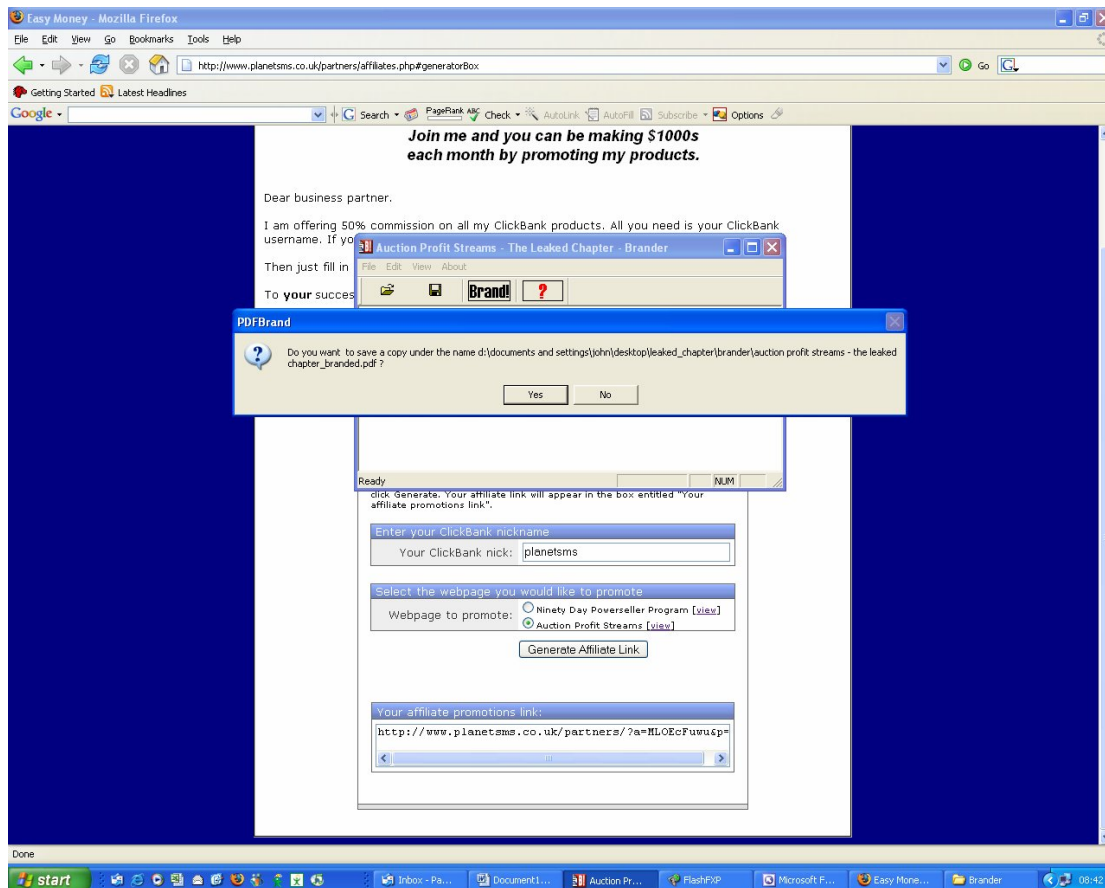 Easy Money - Mozilla Firefox
File Edit View Go Bookmarks Tools Help
http://www.planetsms.co.uk/partners/affiliates.php#generatorBox
Go
G
Getting Started Latest Headlines
Google
G Search PageRank ABC Check AutoLink AutoFill Subscribe Options
Join me and you can be making $1000s
each month by promoting my products.
Dear business partner.
I am offering 50% commission on all my ClickBank products. All you need is your ClickBank
username. If yo
Auction Profit Streams - The Leaked Chapter - Brander
Then just fill in
File Edit View About
To your succes
Brand!
?
PDFBrand
Do you want to save a copy under the name d:\documents and settings\john\desktop\leaked_chapter\brander\auction profit streams - the leaked
chapter_branded.pdf ?
Yes No
Ready NUM
click Generate. Your affiliate link will appear in the box entitled "Your
affiliate promotions link".
Enter your ClickBank nickname
Your ClickBank nick: planetsms
Select the webpage you would like to promote
Webpage to promote:
Ninety Day Powerseller Program [view]
Auction Profit Streams [view]
Generate Affiliate Link
Your affiliate promotions link:
http://www.planetsms.co.uk/partners/?a=MLOEcFuwu&p=
Done
start Inbox - Pa... Document1... Auction Pr... FlashFXP Microsoft F... Easy Mone... Brander 08:42